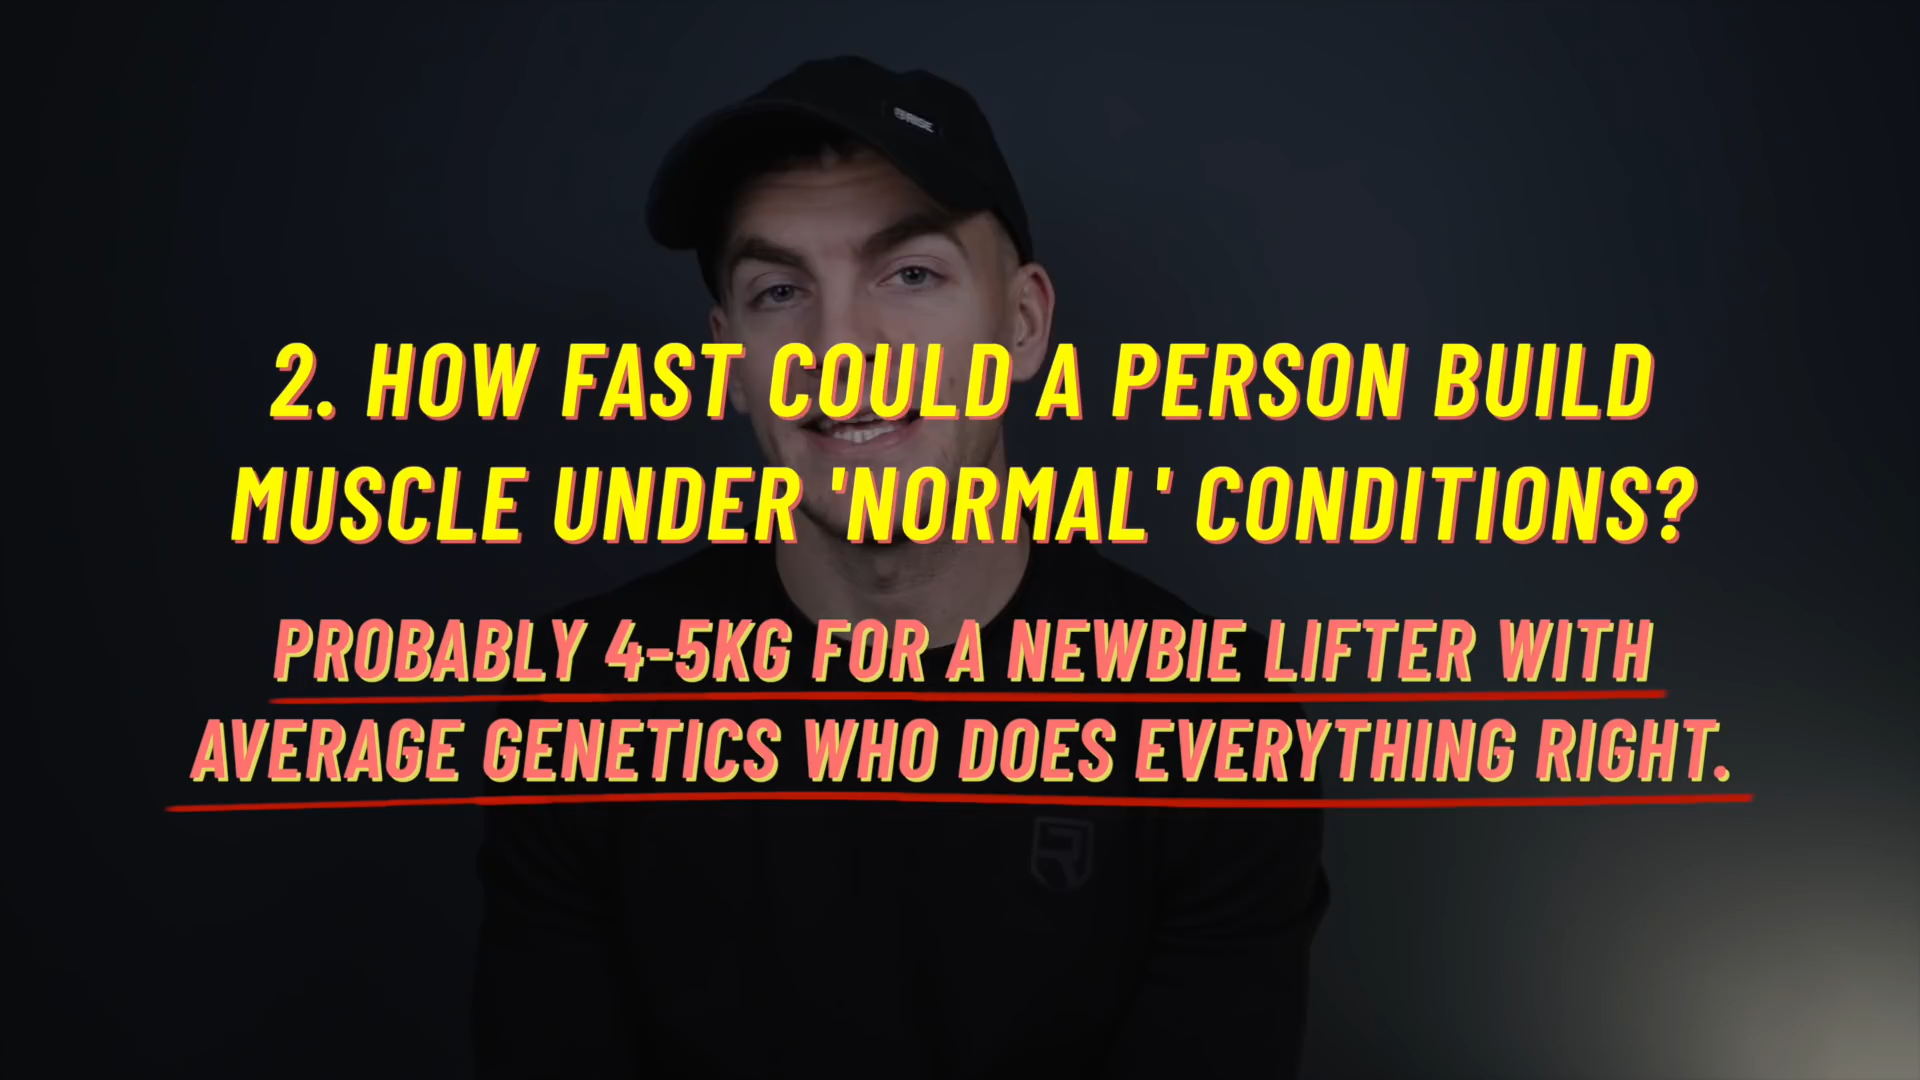 RISE
2. HOW FAST COULD A PERSON BUILD
MUSCLE UNDER 'NORMAL' CONDITIONS?
PROBABLY 4-5KG FOR A NEWBIE LIFTER WITH
AVERAGE GENETICS WHO DOES EVERYTHING RIGHT.